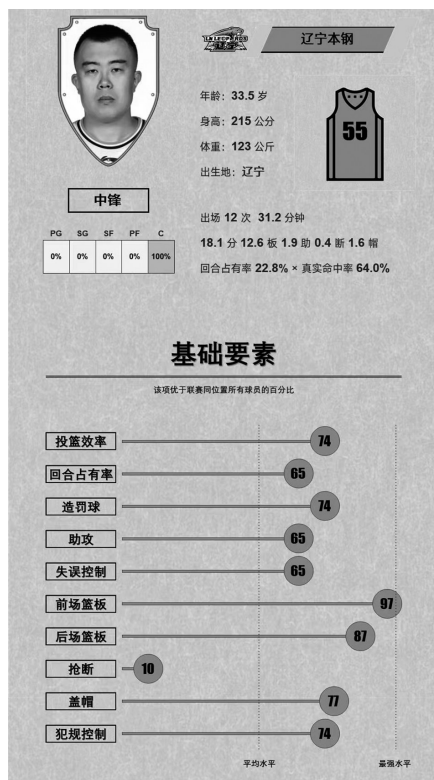 LN LEOPARDS
辽宁
辽宁本钢
年龄：33.5 岁
身高：215 公分
体重：123 公斤
出生地：辽宁
55
中锋
PG SG SF PF C
0% 0% 0% 0% 100%
出场 12 次 31.2 分钟
18.1 分 12.6 板 1.9 助 0.4 断 1.6 帽
回合占有率 22.8% × 真实命中率 64.0%
基础要素
该项优于联赛同位置所有球员的百分比
投篮效率 74
回合占有率 65
造罚球 74
助攻 65
失误控制 65
前场篮板 97
后场篮板 87
抢断 10
盖帽 77
犯规控制 74
平均水平 最强水平